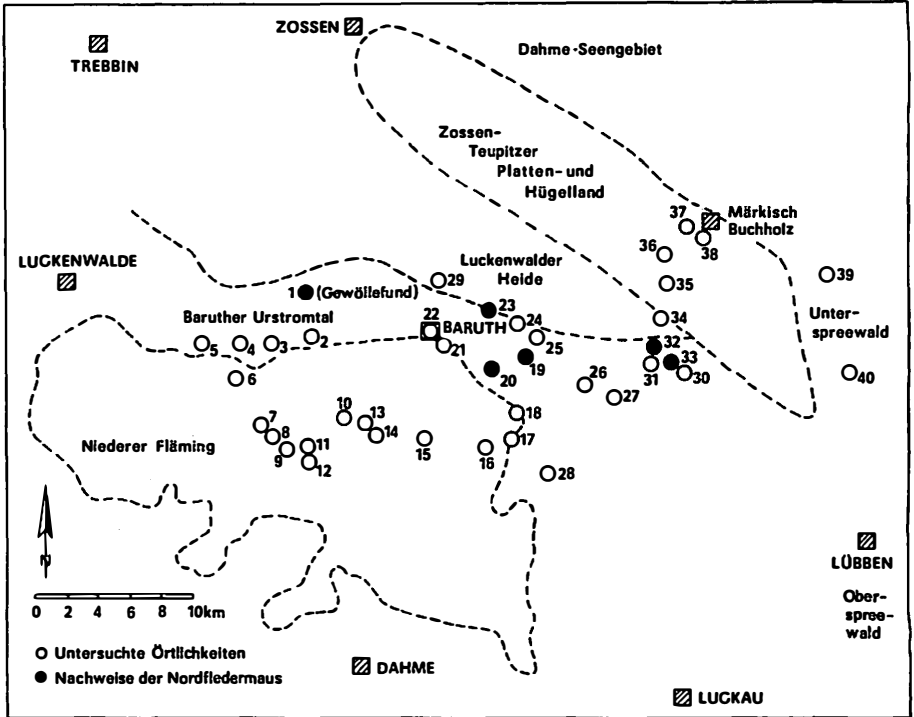 ZOSSEN
TREBBIN
Dahme-Seengebiet
Zossen-
Teupitzer
Platten- und
Hügelland
Märkisch
Buchholz
37
38
36
35
39
LUCKENWALDE
Luckenwalder
Heide
29
1 (Gewöllefund)
23
Baruther Urstromtal
22
BARUTH
24
34
Unter-
spreewald
5
4
3
2
21
25
32
33
19
20
31
30
40
6
26
27
10
13
18
7
8
14
Niederer Fläming
9
11
12
15
16
17
28
N
LÜBBEN
0 2 4 6 10km
Ober-
spree-
wald
Untersuchte Örtlichkeiten
Nachweise der Nordfledermaus
DAHME
LUCKAU